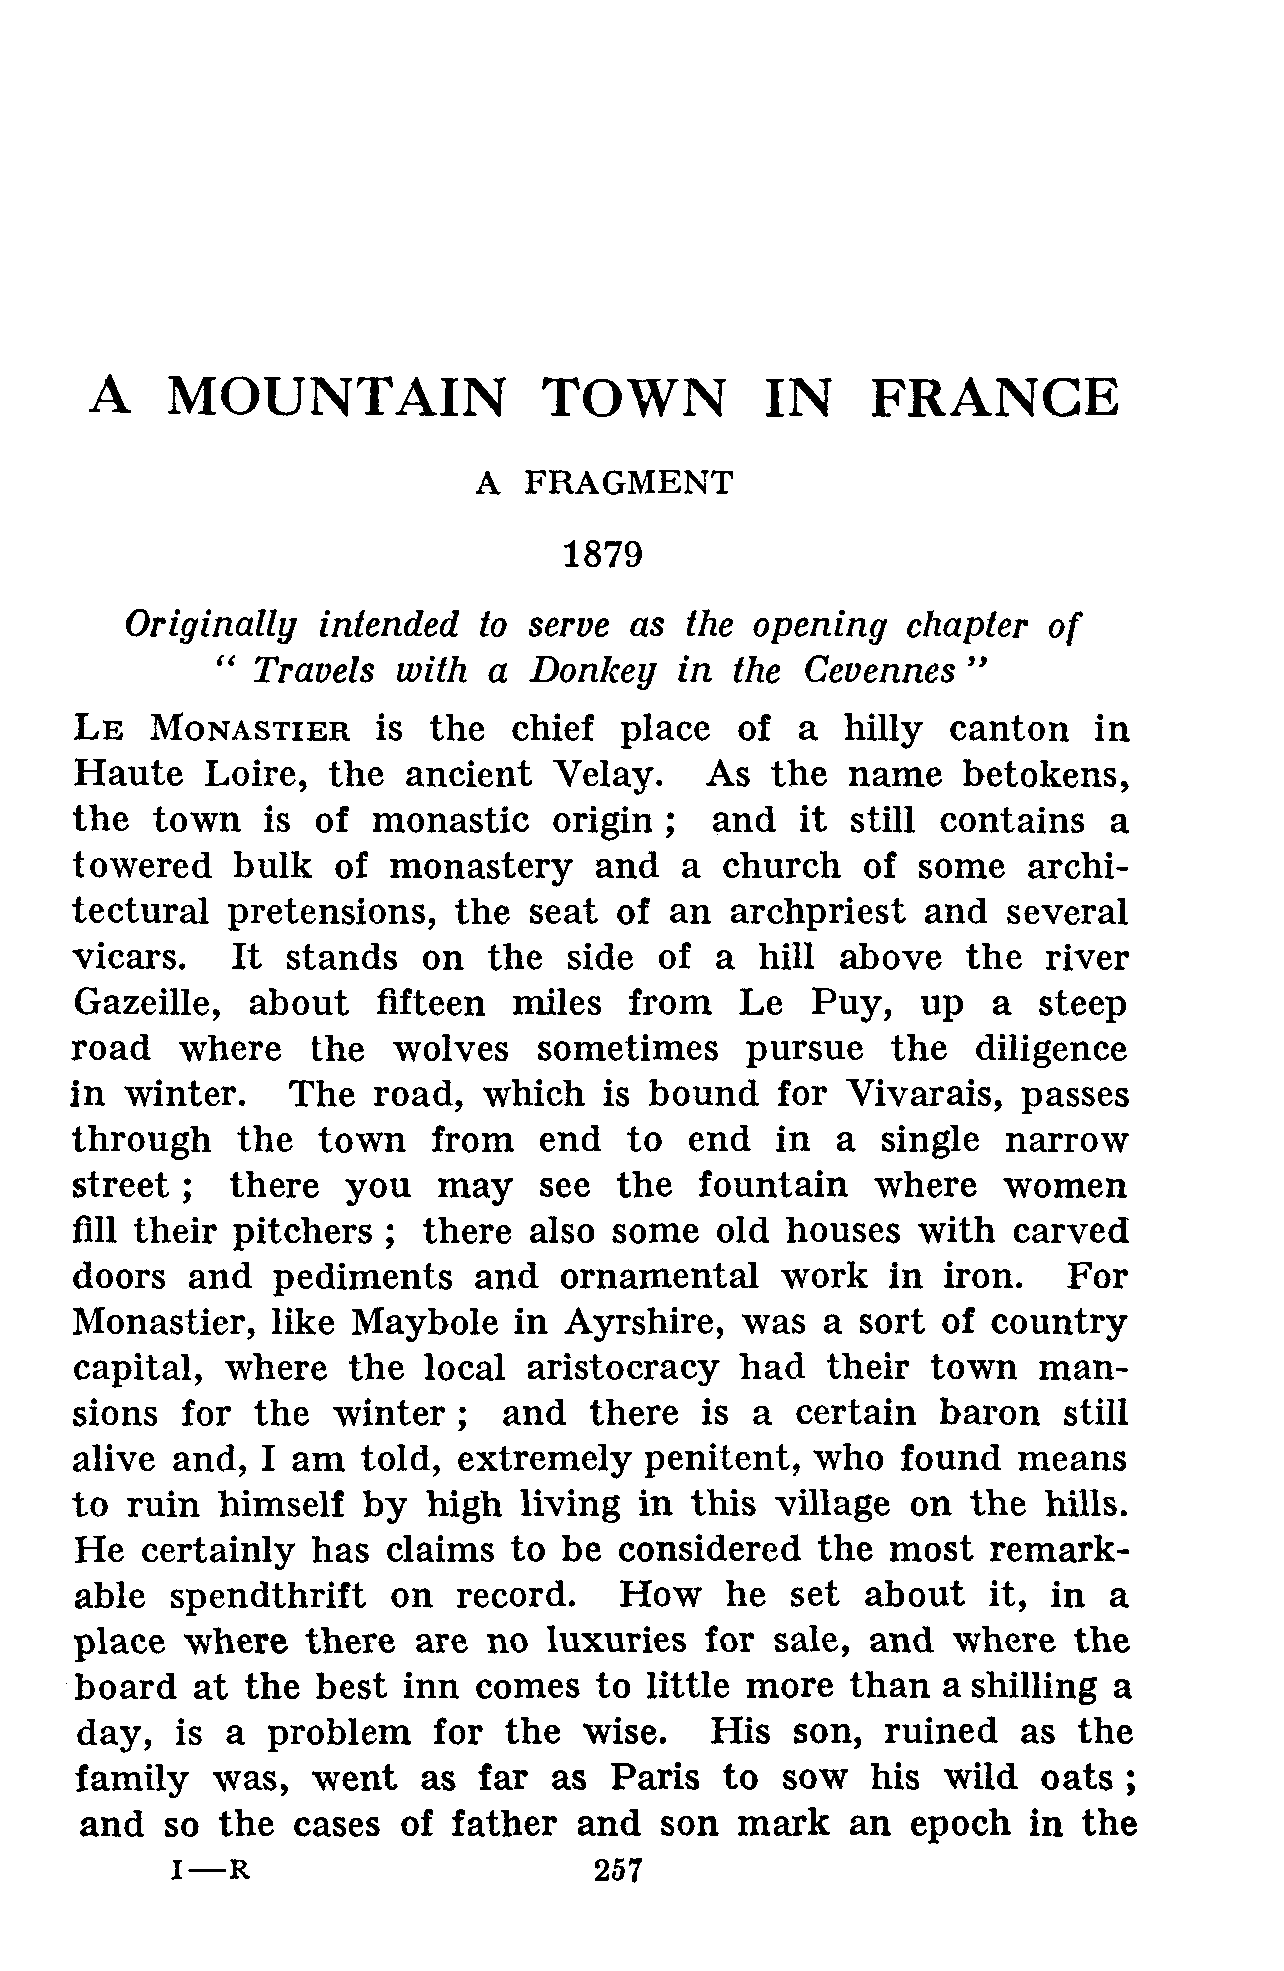 A MOUNTAIN TOWN IN FRANCE
A FRAGMENT
1879
Originally intended to serve as the opening chapter of
“ Travels with a Donkey in the Cevennes ”
LE MONASTIER is the chief place of a hilly canton in
Haute Loire, the ancient Velay. As the name betokens,
the town is of monastic origin ; and it still contains a
towered bulk of monastery and a church of some archi-
tectural pretensions, the seat of an archpriest and several
vicars. It stands on the side of a hill above the river
Gazeille, about fifteen miles from Le Puy, up a steep
road where the wolves sometimes pursue the diligence
in winter. The road, which is bound for Vivarais, passes
through the town from end to end in a single narrow
street ; there you may see the fountain where women
fill their pitchers ; there also some old houses with carved
doors and pediments and ornamental work in iron. For
Monastier, like Maybole in Ayrshire, was a sort of country
capital, where the local aristocracy had their town man-
sions for the winter ; and there is a certain baron still
alive and, I am told, extremely penitent, who found means
to ruin himself by high living in this village on the hills.
He certainly has claims to be considered the most remark-
able spendthrift on record. How he set about it, in a
place where there are no luxuries for sale, and where the
board at the best inn comes to little more than a shilling a
day, is a problem for the wise. His son, ruined as the
family was, went as far as Paris to sow his wild oats ;
and so the cases of father and son mark an epoch in the
I—R 257